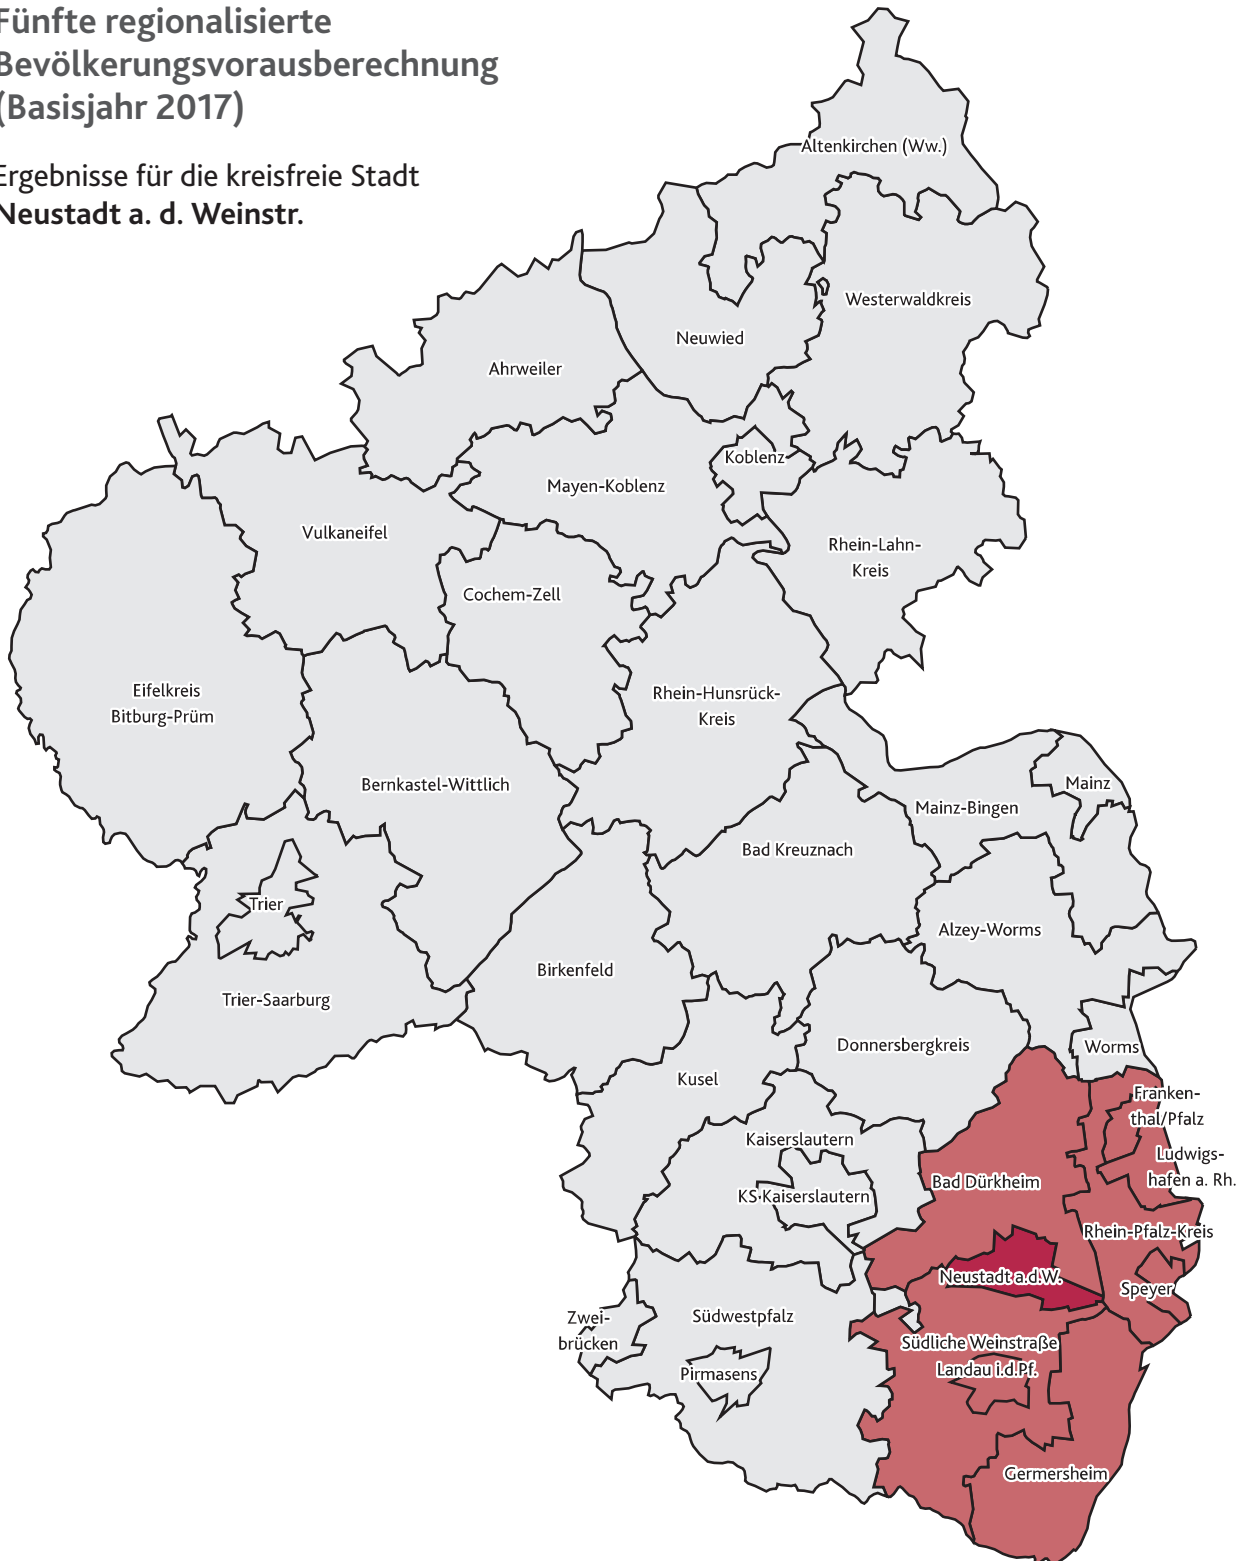 Fünfte regionalisierte
Bevölkerungsvorausberechnung
(Basisjahr 2017)
Ergebnisse für die kreisfreie Stadt
Neustadt a. d. Weinstr.
Altenkirchen (Ww.)
Westerwaldkreis
Neuwied
Ahrweiler
Koblenz
Mayen-Koblenz
Vulkaneifel
Rhein-Lahn-
Kreis
Cochem-Zell
Eifelkreis
Bitburg-Prüm
Rhein-Hunsrück-
Kreis
Bernkastel-Wittlich
Mainz
Mainz-Bingen
Bad Kreuznach
Trier
Alzey-Worms
Birkenfeld
Trier-Saarburg
Donnersbergkreis
Worms
Kusel
Franken-
thal/Pfalz
Kaiserslautern
Ludwigs-
hafen a. Rh.
Bad Dürkheim
KS-Kaiserslautern
Rhein-Pfalz-Kreis
Neustadt a.d.W.
Speyer
Zwei-
brücken
Südwestpfalz
Südliche Weinstraße
Landau i.d.Pf.
Pirmasens
Germersheim